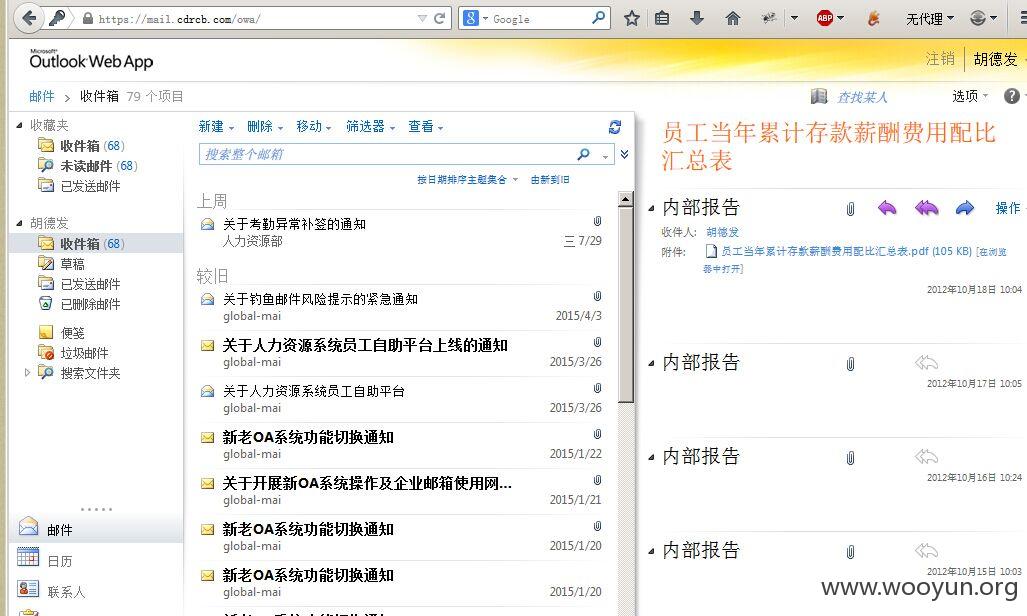 https://mail.cdrcb.com/owa/
Google
ABP
无代理
Microsoft
Outlook Web App
注销
胡德发
邮件 > 收件箱 79 个项目
查找某人
选项
收藏夹
收件箱 (68)
未读邮件 (68)
已发送邮件
胡德发
收件箱 (68)
草稿
已发送邮件
已删除邮件
便笺
垃圾邮件
搜索文件夹
邮件
日历
联系人
新建 删除 移动 筛选器 查看
搜索整个邮箱
按日期排序主题集合 由新到旧
上周
关于考勤异常补签的通知
人力资源部 三 7/29
较旧
关于钓鱼邮件风险提示的紧急通知
global-mai 2015/4/3
关于人力资源系统员工自助平台上线的通知
global-mai 2015/3/26
关于人力资源系统员工自助平台
global-mai 2015/3/26
新老OA系统功能切换通知
global-mai 2015/1/22
关于开展新OA系统操作及企业邮箱使用网...
global-mai 2015/1/21
新老OA系统功能切换通知
global-mai 2015/1/20
新老OA系统功能切换通知
global-mai 2015/1/20
员工当年累计存款薪酬费用配比
汇总表
内部报告
操作
收件人: 胡德发
附件: 员工当年累计存款薪酬费用配比汇总表.pdf (105 KB) [在浏览
器中打开]
2012年10月18日 10:04
内部报告
2012年10月17日 10:05
内部报告
2012年10月16日 10:24
内部报告
2012年10月15日 10:03
www.wooyun.org